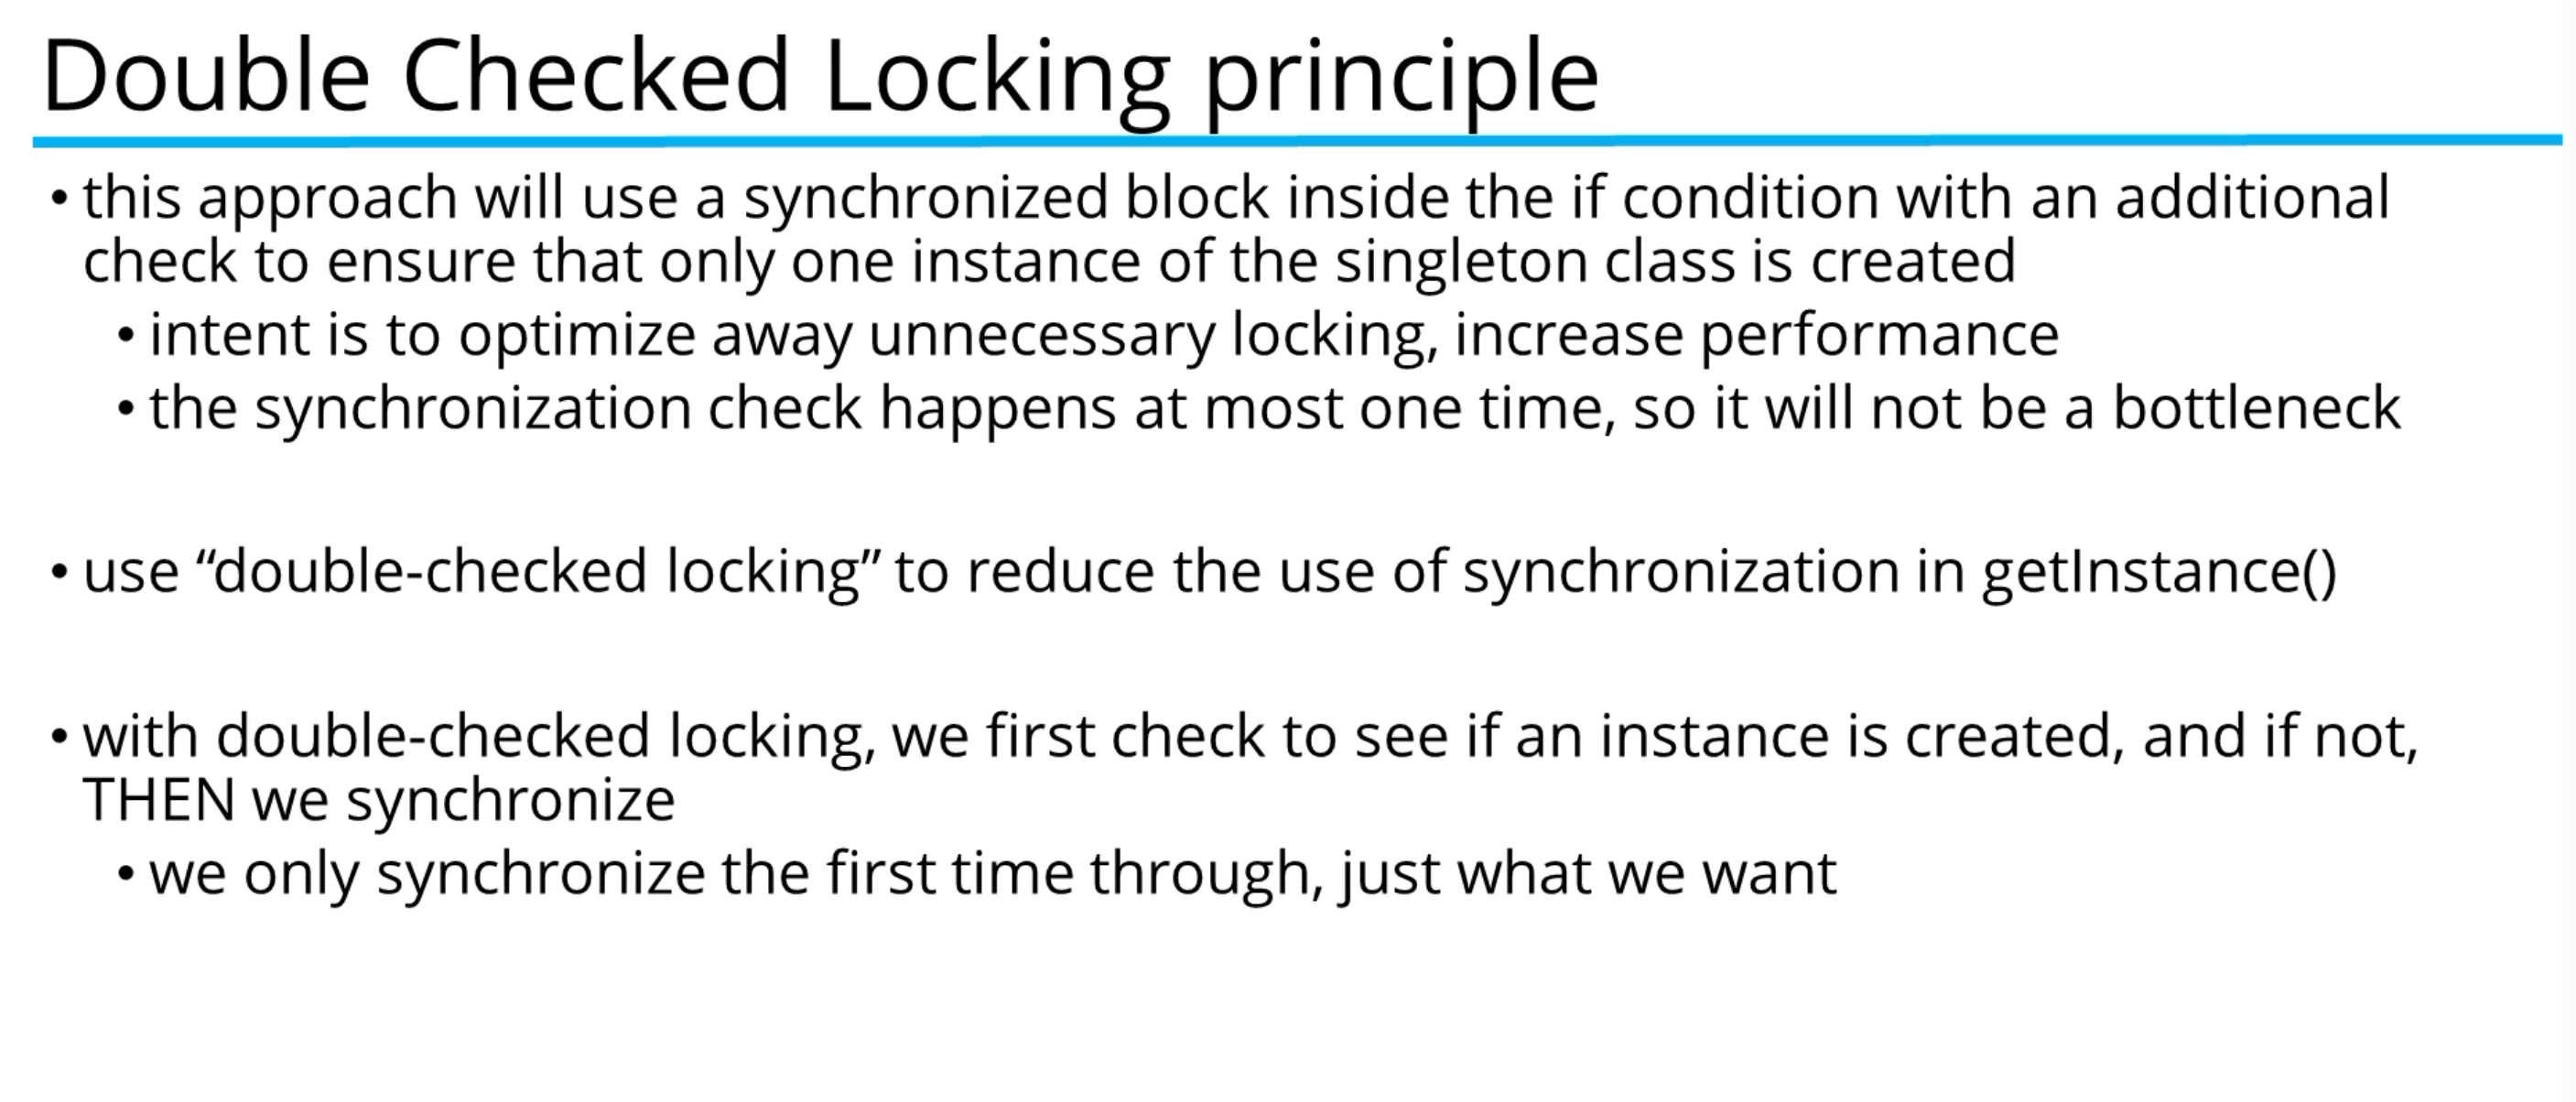 Double Checked Locking principle
• this approach will use a synchronized block inside the if condition with an additional
check to ensure that only one instance of the singleton class is created
• intent is to optimize away unnecessary locking, increase performance
• the synchronization check happens at most one time, so it will not be a bottleneck
• use “double-checked locking” to reduce the use of synchronization in getInstance()
• with double-checked locking, we first check to see if an instance is created, and if not,
THEN we synchronize
• we only synchronize the first time through, just what we want